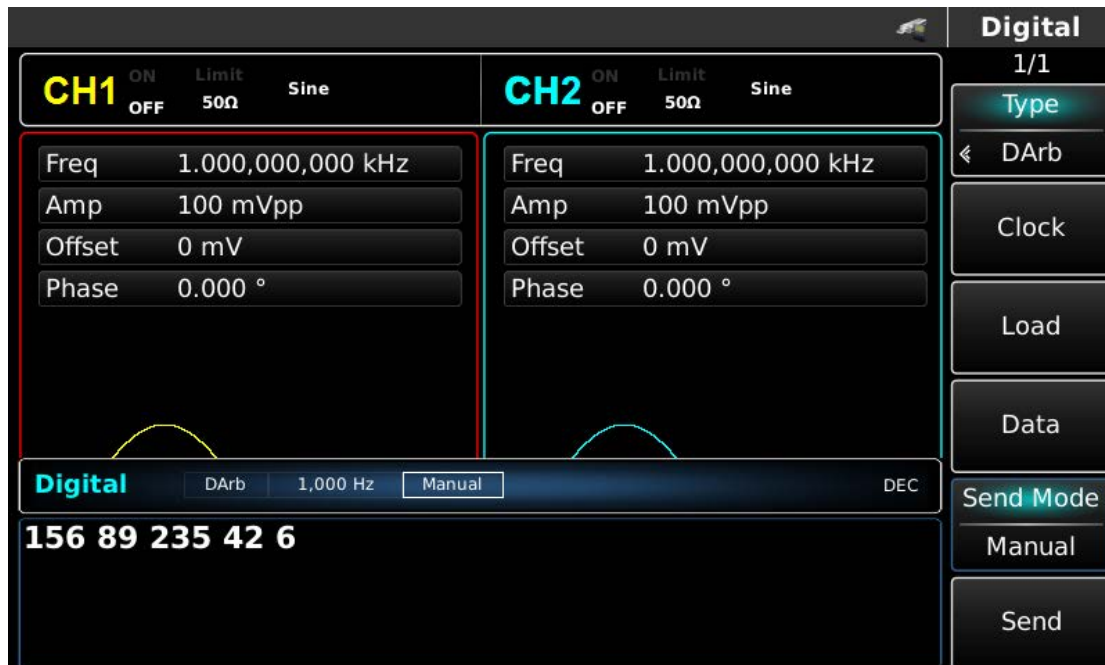 Digital
1/1
CH1 ON OFF Limit 50Ω Sine
CH2 ON OFF Limit 50Ω Sine
Freq 1.000,000,000 kHz
Amp 100 mVpp
Offset 0 mV
Phase 0.000 °
Freq 1.000,000,000 kHz
Amp 100 mVpp
Offset 0 mV
Phase 0.000 °
Digital DArb 1,000 Hz Manual DEC
156 89 235 42 6
Type
DArb
Clock
Load
Data
Send Mode
Manual
Send